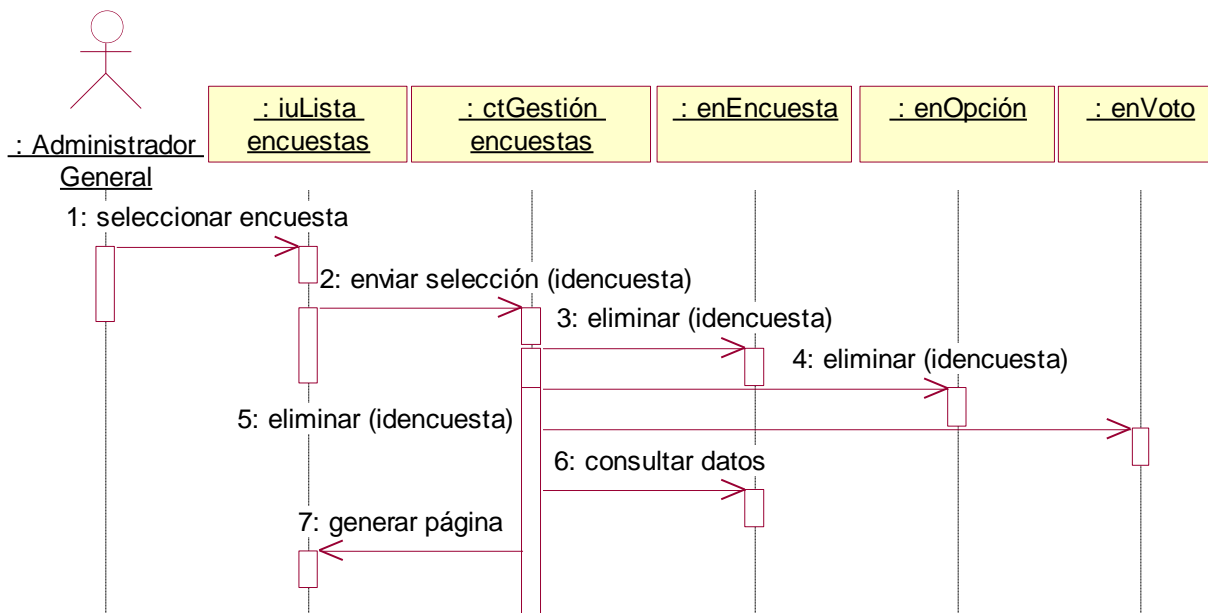 : Administrador
General
: iuLista
encuestas
: ctGestión
encuestas
: enEncuesta
: enOpción
: enVoto
1: seleccionar encuesta
2: enviar selección (idencuesta)
3: eliminar (idencuesta)
4: eliminar (idencuesta)
5: eliminar (idencuesta)
6: consultar datos
7: generar página